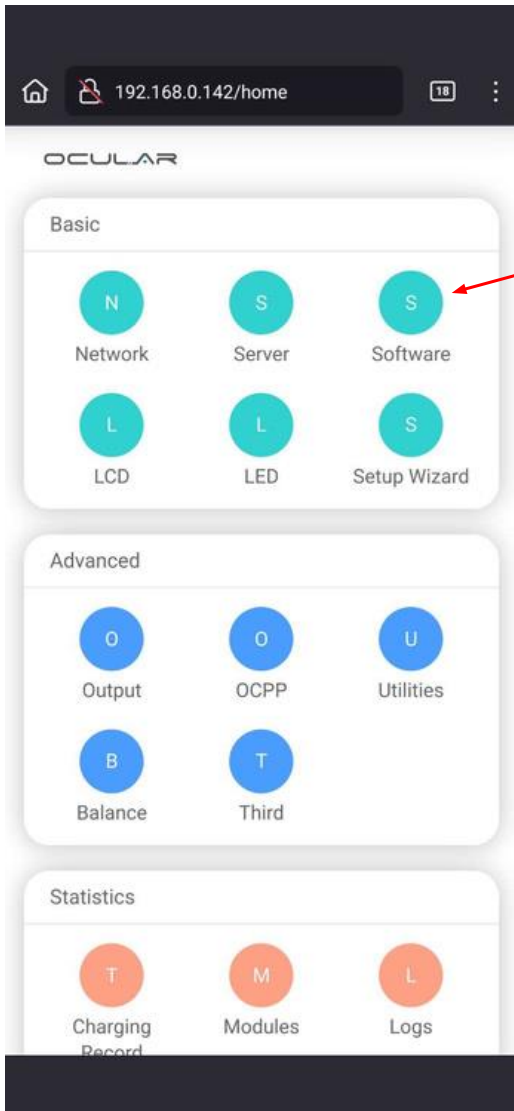 192.168.0.142/home 18
OCULAR
Basic
N S S
Network Server Software
L L S
LCD LED Setup Wizard
Advanced
O O U
Output OCPP Utilities
B T
Balance Third
Statistics
T M L
Charging Modules Logs
Record